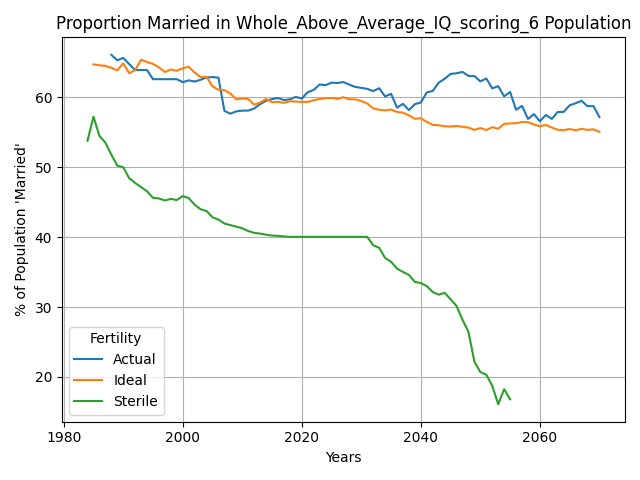 Proportion Married in Whole_Above_Average_IQ_scoring_6 Population
% of Population 'Married'
60
50
40
30
20
Fertility
Actual
Ideal
Sterile
1980 2000 2020 2040 2060
Years